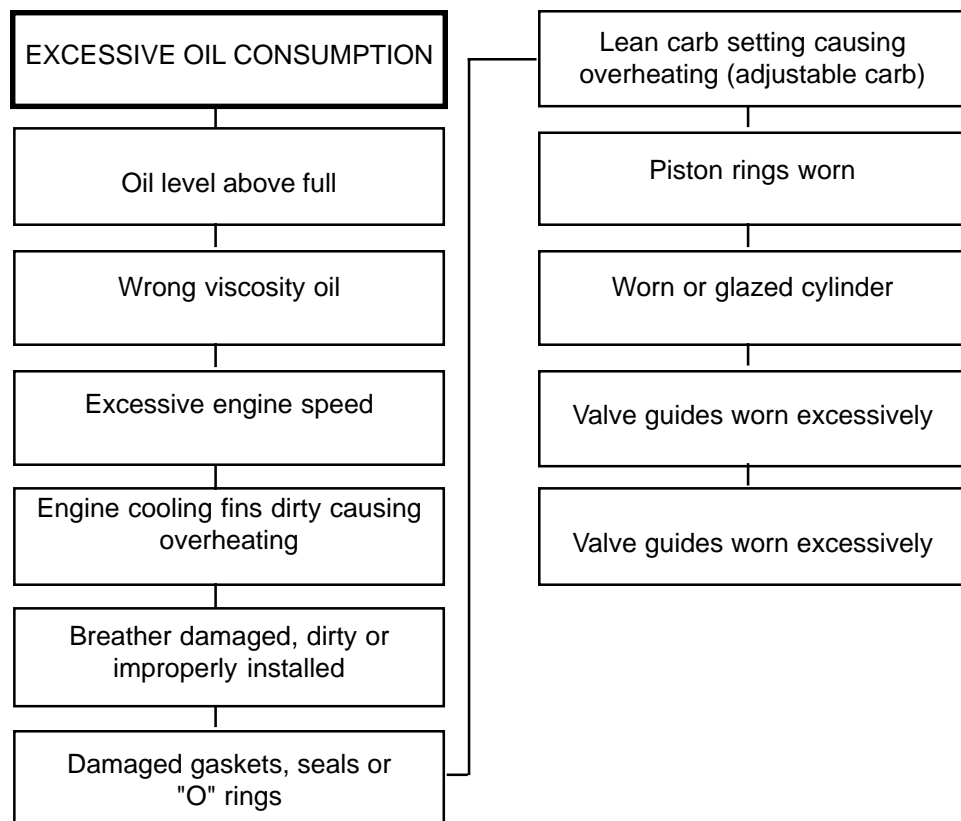 EXCESSIVE OIL CONSUMPTION
Oil level above full
Wrong viscosity oil
Excessive engine speed
Engine cooling fins dirty causing
overheating
Breather damaged, dirty or
improperly installed
Damaged gaskets, seals or
"O" rings
Lean carb setting causing
overheating (adjustable carb)
Piston rings worn
Worn or glazed cylinder
Valve guides worn excessively
Valve guides worn excessively